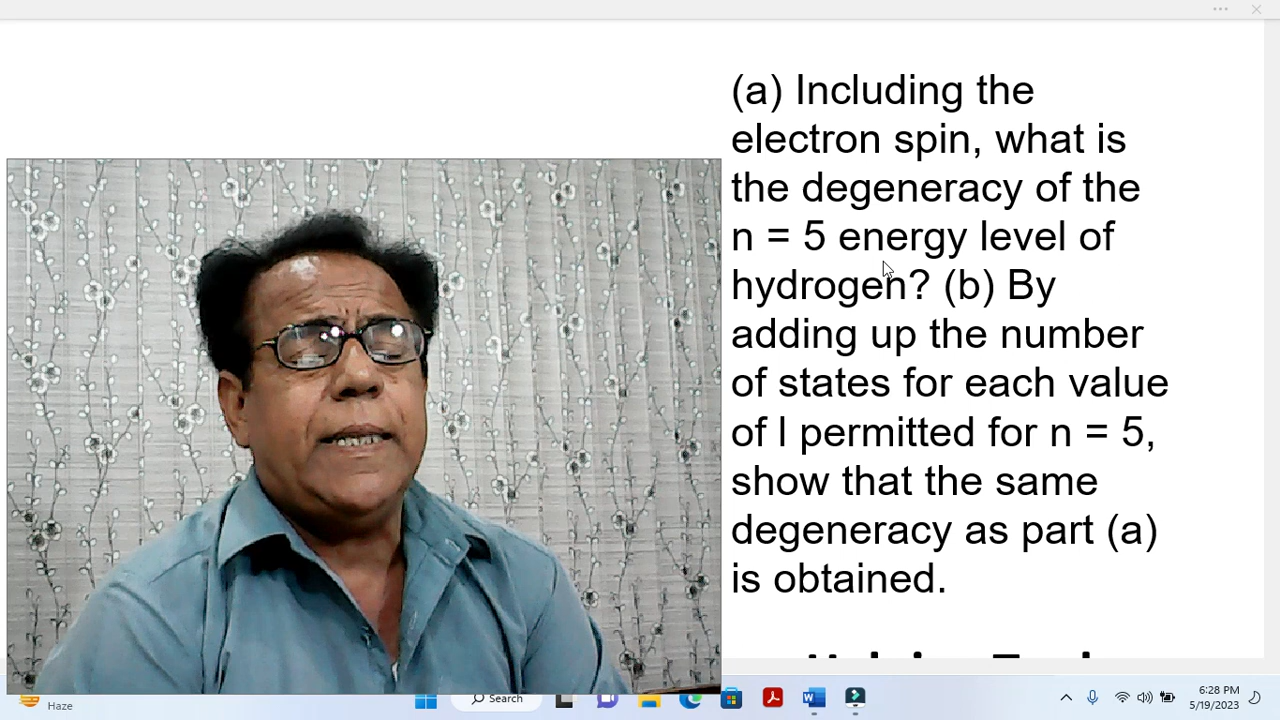 (a) Including the
electron spin, what is
the degeneracy of the
n = 5 energy level of
hydrogen? (b) By
adding up the number
of states for each value
of l permitted for n = 5,
show that the same
degeneracy as part (a)
is obtained.
Haze
Search
6:28 PM
5/19/2023